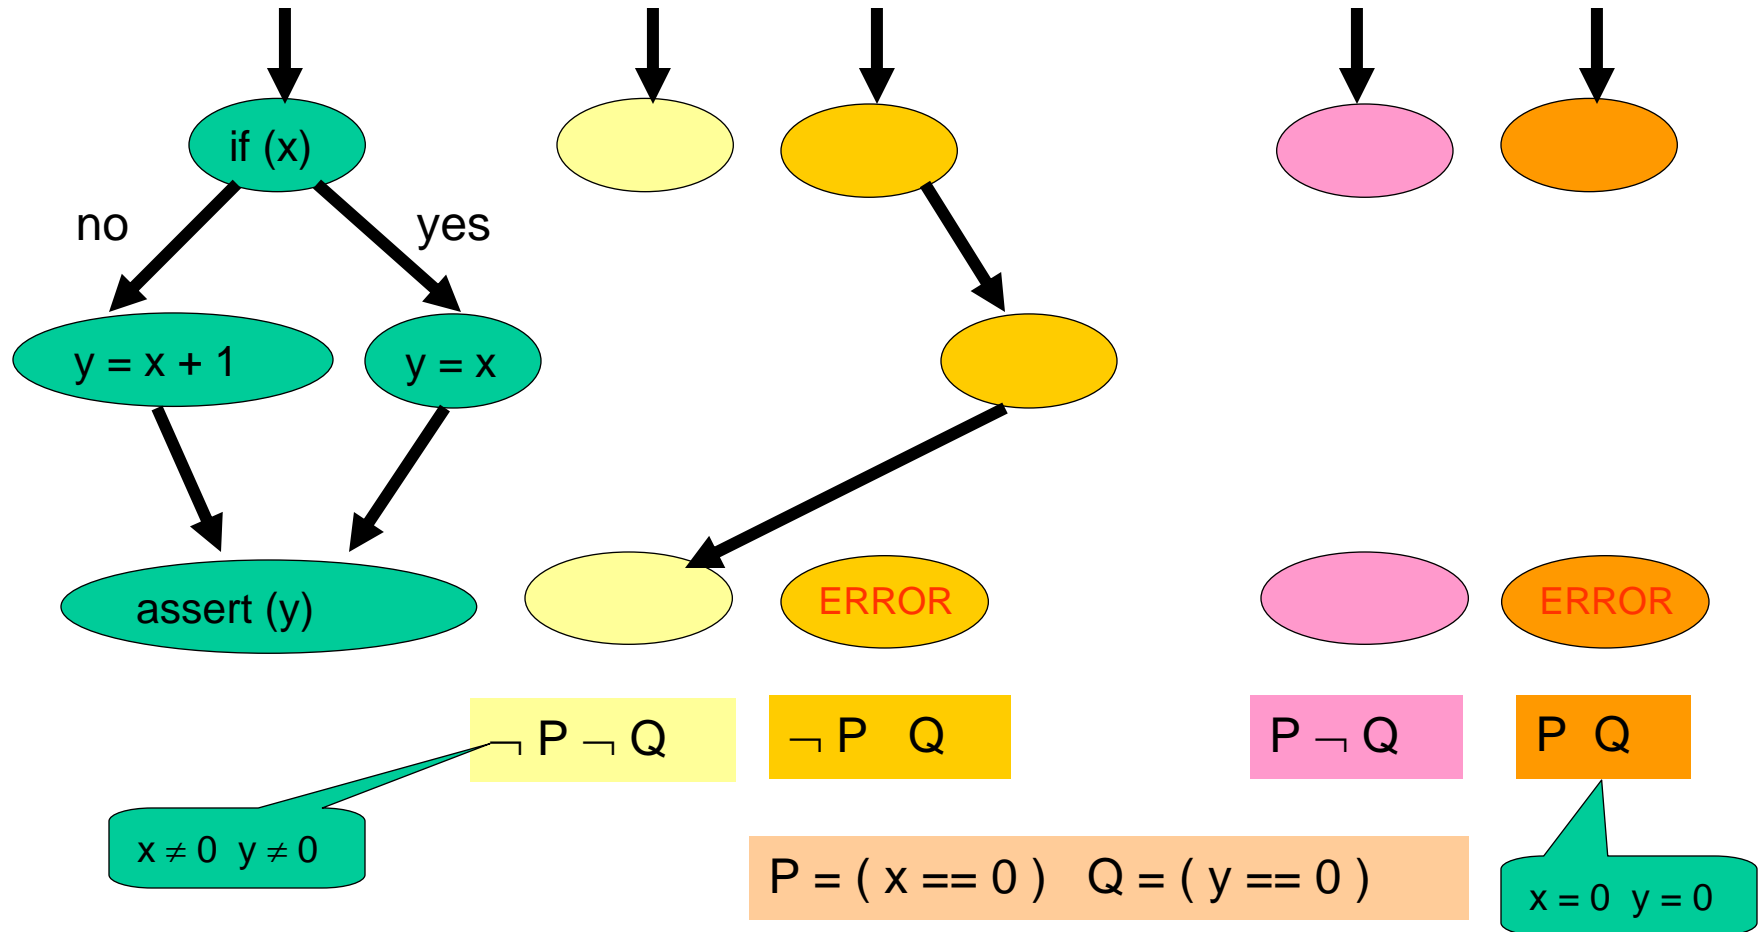 if (x)
no
yes
y = x + 1
y = x
assert (y)
ERROR
ERROR
¬ P ¬ Q
¬ P Q
P ¬ Q
P Q
x ≠ 0 y ≠ 0
P = ( x == 0 ) Q = ( y == 0 )
x = 0 y = 0